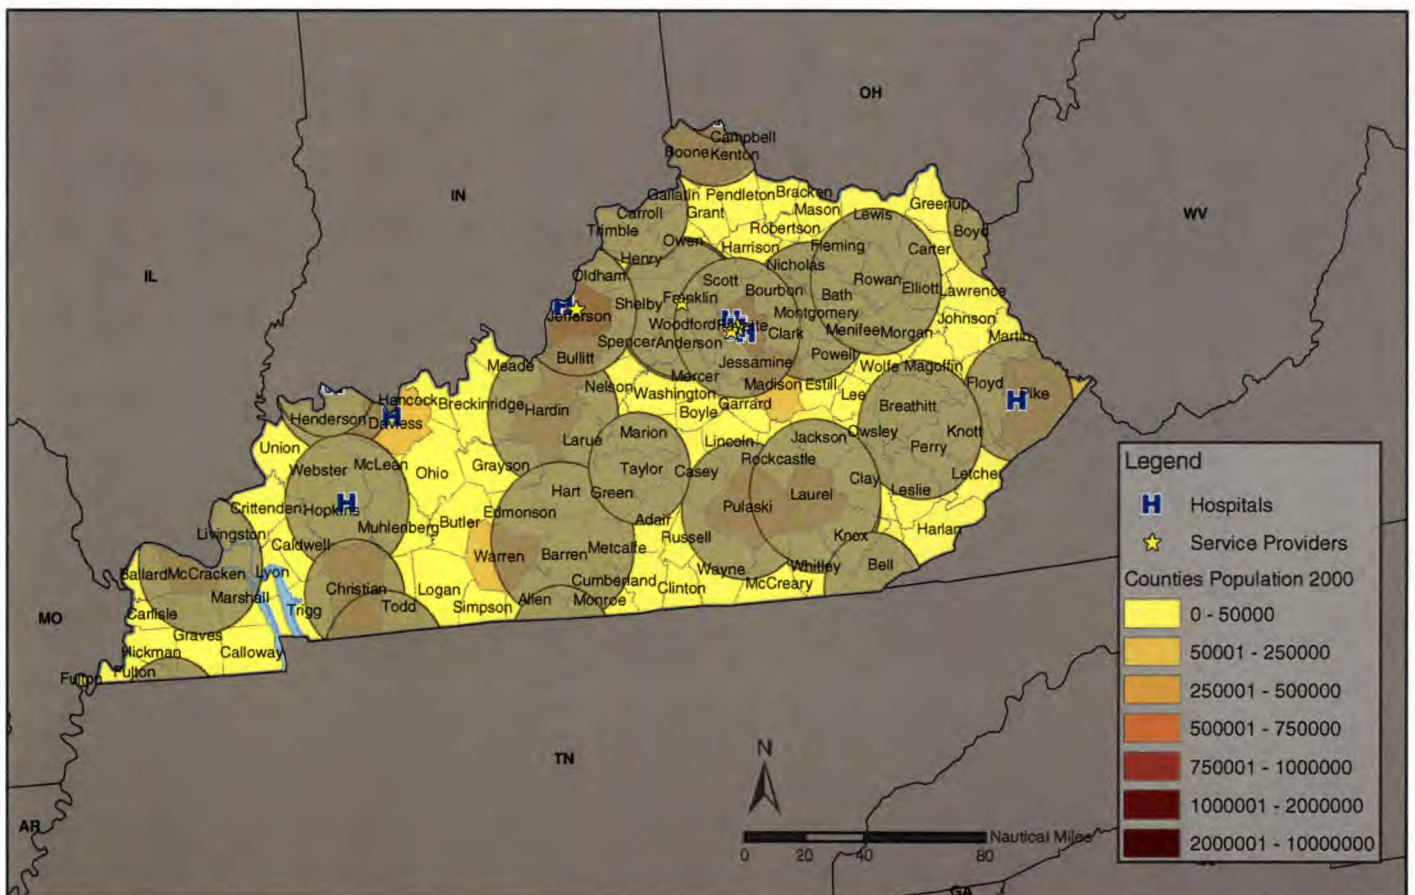 OH
IN
WV
IL
MO
AR
TN
GA
Campbell
Boone Kenton
Gallatin Pendleton Bracken
Carroll Grant Mason Lewis Greenup
Trimble Robertson Boyd
Owen Harrison Fleming Carter
Henry Nicholas
Oldham Scott Rowan
Shelby Franklin Bourbon Bath Elliott Lawrence
Jefferson Woodford Fayette Montgomery Johnson
Spencer Anderson Clark Menifee Morgan Martin
Bullitt Jessamine Powell
Meade Mercer Wolfe Magoffin
Nelson Washington Madison Estill Floyd
Hancock Breckinridge Hardin Garrard Lee Pike
Henderson Daviess Boyle Breathitt
Larue Marion Lincoln Jackson Owsley Knott
Union McLean Ohio Grayson Taylor Casey Rockcastle Perry
Webster Hart Green Clay Leslie Letcher
Crittenden Hopkins Edmonson Pulaski Laurel
Livingston Muhlenberg Butler Adair Russell Knox Harlan
Caldwell Warren Barren Metcalfe
Ballard McCracken Lyon Christian Logan Cumberland Wayne Whitley Bell
Marshall Trigg Todd Simpson Allen Monroe Clinton McCreary
Carlisle
Graves
Hickman Calloway
Fulton Fulton
H
H
H
H
H
H
N
Nautical Miles
0 20 40 80
Legend
H Hospitals
Service Providers
Counties Population 2000
0 - 50000
50001 - 250000
250001 - 500000
500001 - 750000
750001 - 1000000
1000001 - 2000000
2000001 - 10000000